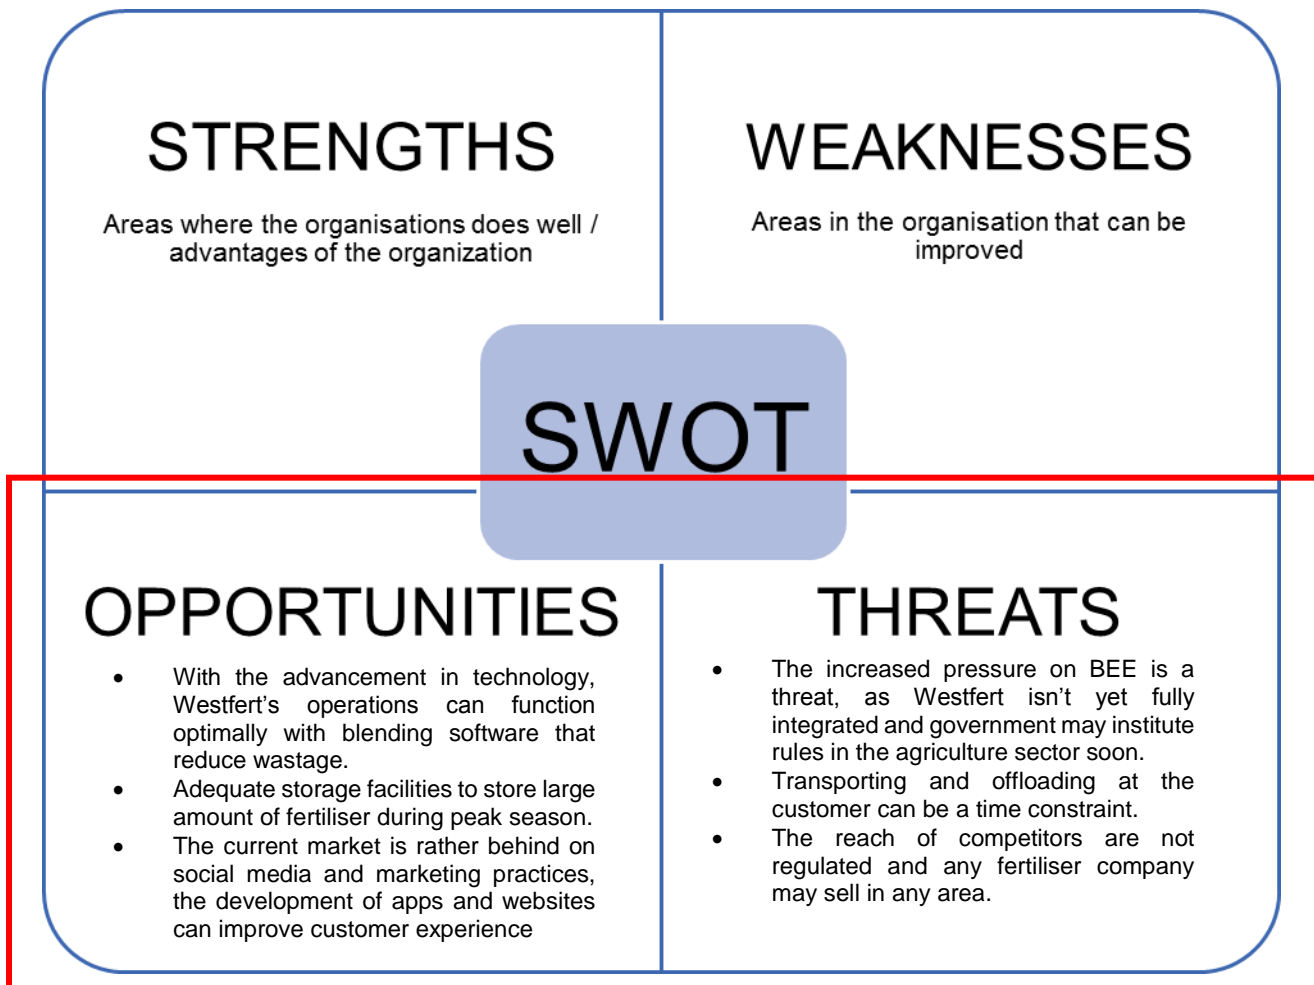 STRENGTHS
Areas where the organisations does well /
advantages of the organization
WEAKNESSES
Areas in the organisation that can be
improved
SWOT
OPPORTUNITIES
• With the advancement in technology,
Westfert’s operations can function
optimally with blending software that
reduce wastage.
• Adequate storage facilities to store large
amount of fertiliser during peak season.
• The current market is rather behind on
social media and marketing practices,
the development of apps and websites
can improve customer experience
THREATS
• The increased pressure on BEE is a
threat, as Westfert isn’t yet fully
integrated and government may institute
rules in the agriculture sector soon.
• Transporting and offloading at the
customer can be a time constraint.
• The reach of competitors are not
regulated and any fertiliser company
may sell in any area.